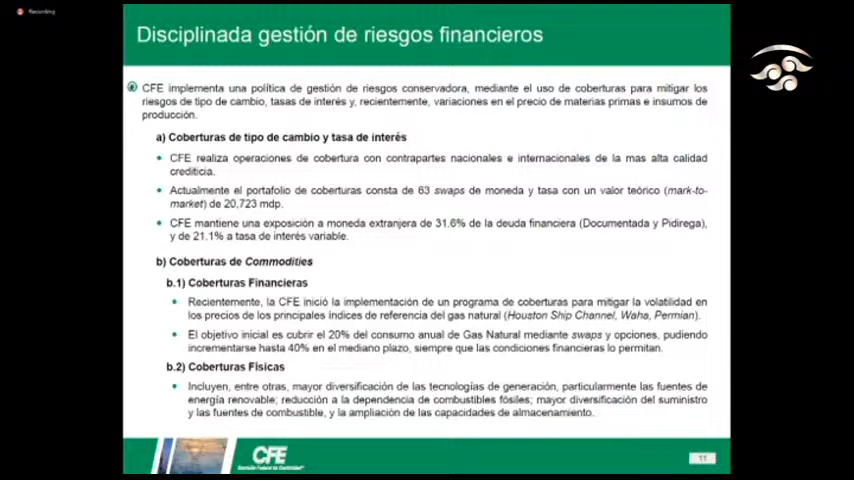 Recording
Disciplinada gestión de riesgos financieros
CFE implementa una política de gestión de riesgos conservadora, mediante el uso de coberturas para mitigar los
riesgos de tipo de cambio, tasas de interés y, recientemente, variaciones en el precio de materias primas e insumos de
producción.
a) Coberturas de tipo de cambio y tasa de interés
• CFE realiza operaciones de cobertura con contrapartes nacionales e internacionales de la mas alta calidad
crediticia.
• Actualmente el portafolio de coberturas consta de 63 swaps de moneda y tasa con un valor teórico (mark-to-
market) de 20,723 mdp.
• CFE mantiene una exposición a moneda extranjera de 31.6% de la deuda financiera (Documentada y Pidirega),
y de 21.1% a tasa de interés variable.
b) Coberturas de Commodities
b.1) Coberturas Financieras
• Recientemente, la CFE inició la implementación de un programa de coberturas para mitigar la volatilidad en
los precios de los principales índices de referencia del gas natural (Houston Ship Channel, Waha, Permian).
• El objetivo inicial es cubrir el 20% del consumo anual de Gas Natural mediante swaps y opciones, pudiendo
incrementarse hasta 40% en el mediano plazo, siempre que las condiciones financieras lo permitan.
b.2) Coberturas Físicas
• Incluyen, entre otras, mayor diversificación de las tecnologías de generación, particularmente las fuentes de
energía renovable; reducción a la dependencia de combustibles fósiles; mayor diversificación del suministro
y las fuentes de combustible, y la ampliación de las capacidades de almacenamiento.
CFE
Comisión Federal de Electricidad
11